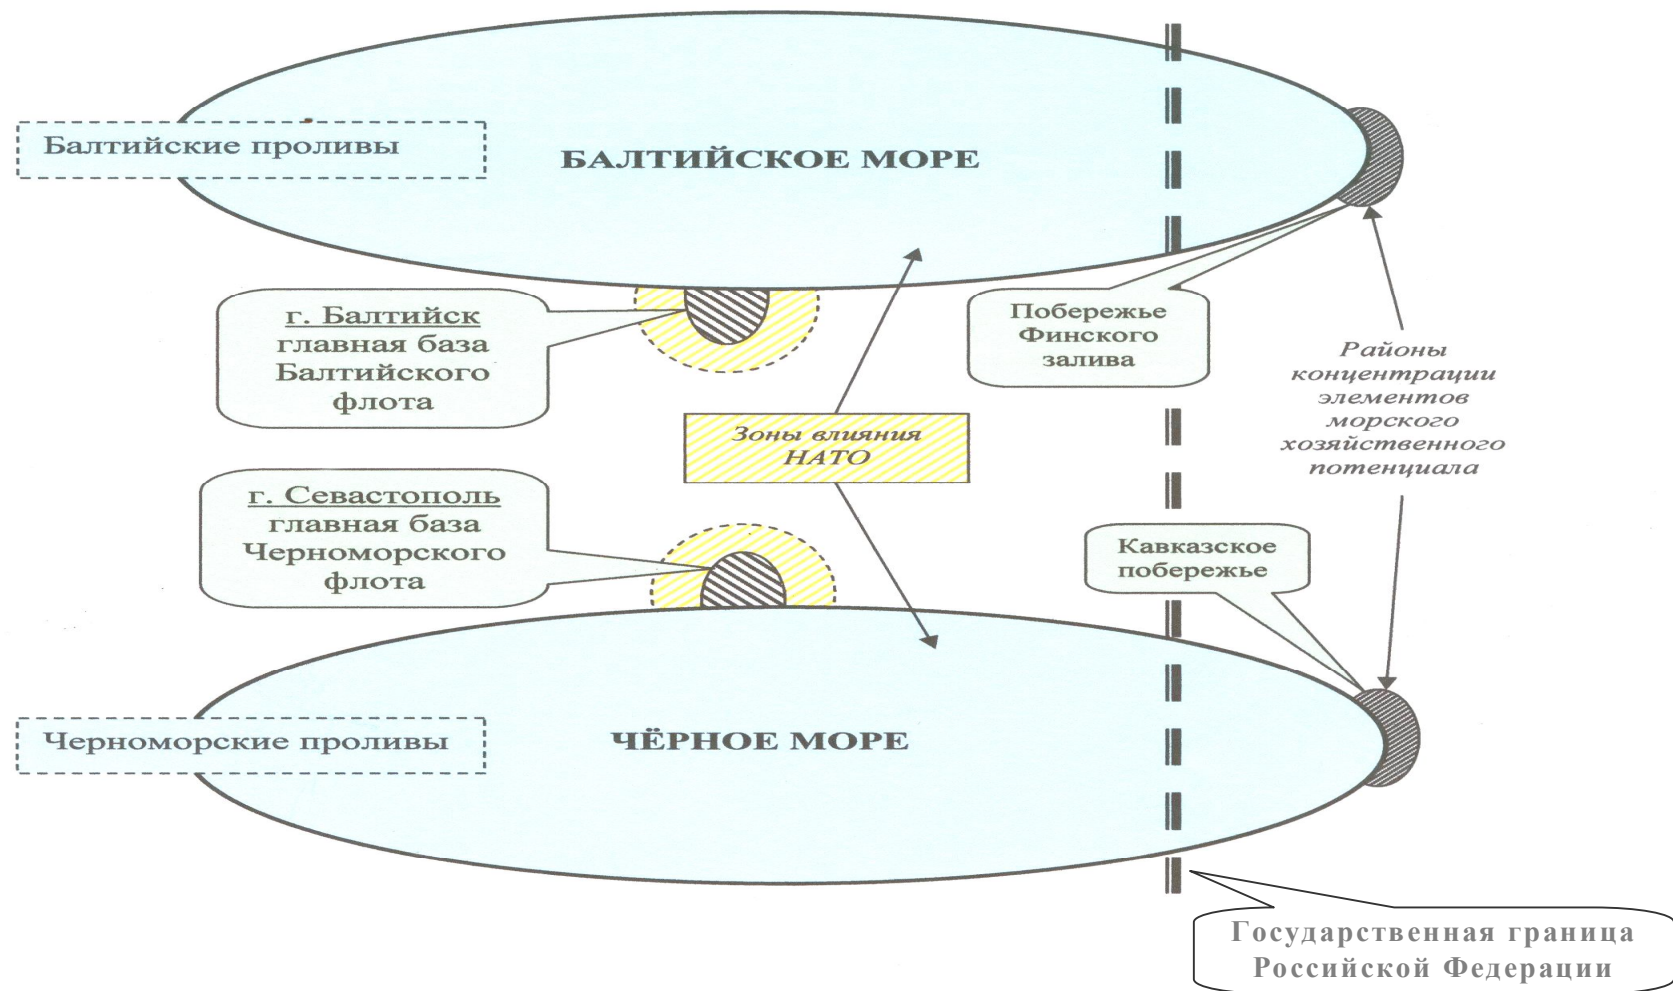 Балтийские проливы
БАЛТИЙСКОЕ МОРЕ
г. Балтийск
главная база
Балтийского
флота
Побережье
Финского
залива
Районы
концентрации
элементов
морского
хозяйственного
потенциала
Зоны влияния
НАТО
г. Севастополь
главная база
Черноморского
флота
Кавказское
побережье
Черноморские проливы
ЧЁРНОЕ МОРЕ
Государственная граница
Российской Федерации